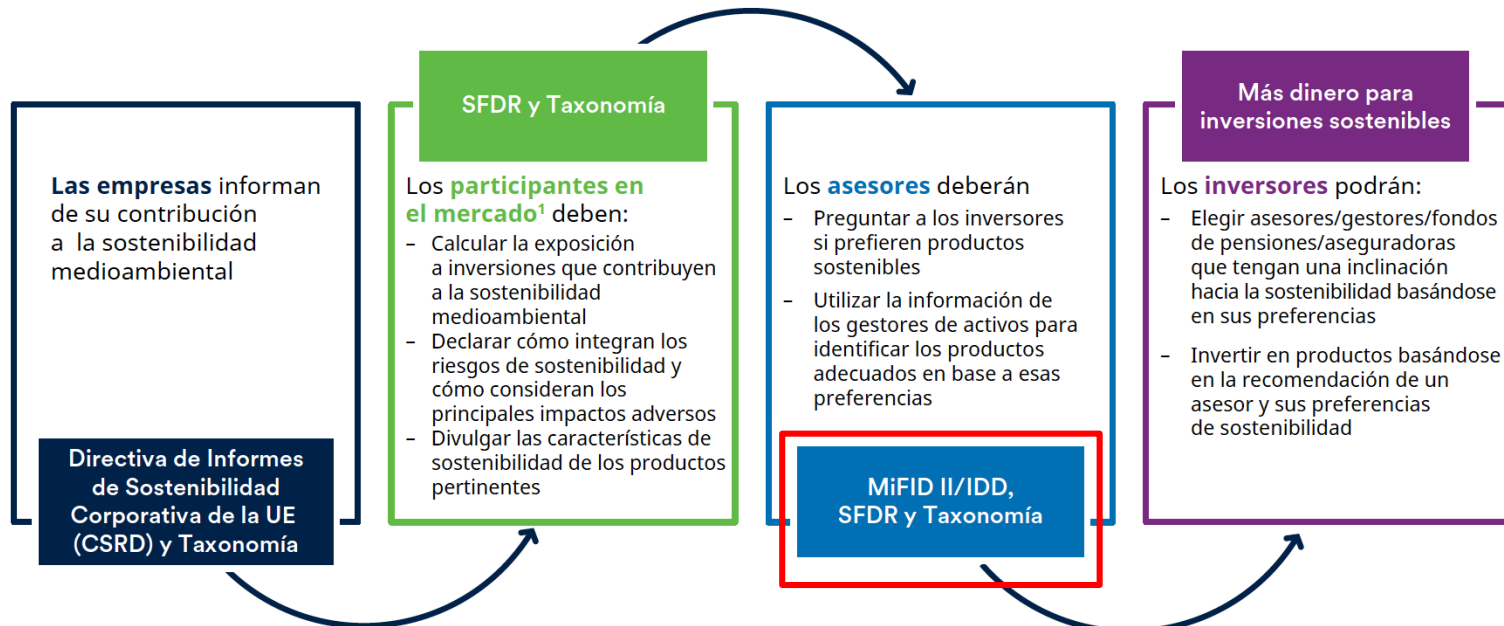 Las empresas informan
de su contribución
a la sostenibilidad
medioambiental
Directiva de Informes
de Sostenibilidad
Corporativa de la UE
(CSRD) y Taxonomía
SFDR y Taxonomía
Los participantes en
el mercado¹ deben:
– Calcular la exposición
a inversiones que contribuyen
a la sostenibilidad
medioambiental
– Declarar cómo integran los
riesgos de sostenibilidad y
cómo consideran los
principales impactos adversos
– Divulgar las características de
sostenibilidad de los productos
pertinentes
Los asesores deberán
– Preguntar a los inversores
si prefieren productos
sostenibles
– Utilizar la información de
los gestores de activos para
identificar los productos
adecuados en base a esas
preferencias
MiFID II/IDD,
SFDR y Taxonomía
Más dinero para
inversiones sostenibles
Los inversores podrán:
– Elegir asesores/gestores/fondos
de pensiones/aseguradoras
que tengan una inclinación
hacia la sostenibilidad basándose
en sus preferencias
– Invertir en productos basándose
en la recomendación de un
asesor y sus preferencias
de sostenibilidad